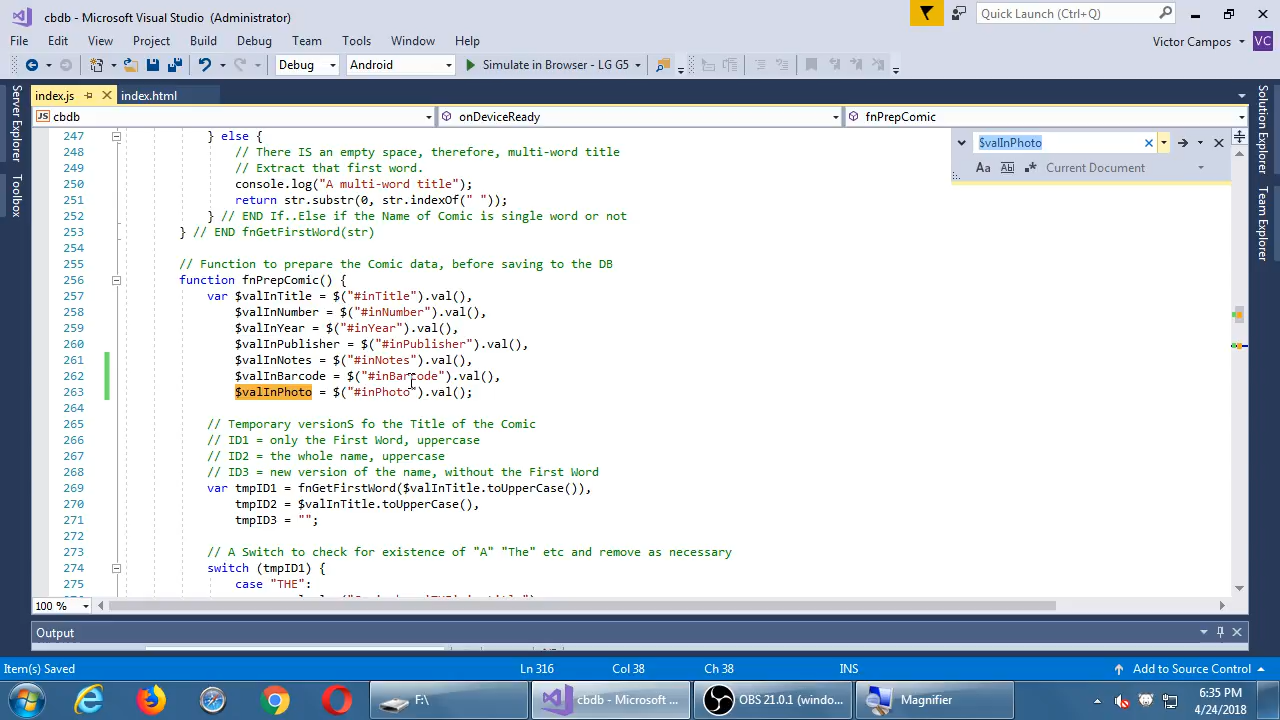 cbdb - Microsoft Visual Studio (Administrator)
Quick Launch (Ctrl+Q)
File Edit View Project Build Debug Team Tools Window Help
Victor Campos VC
Debug Android Simulate in Browser - LG G5
index.js index.html
JS cbdb onDeviceReady fnPrepComic
Server Explorer
Toolbox
Solution Explorer
Team Explorer
$valInPhoto
Aa Ab Current Document
247 } else {
248 // There IS an empty space, therefore, multi-word title
249 // Extract that first word.
250 console.log("A multi-word title");
251 return str.substr(0, str.indexOf(" "));
252 } // END If..Else if the Name of Comic is single word or not
253 } // END fnGetFirstWord(str)
254
255 // Function to prepare the Comic data, before saving to the DB
256 function fnPrepComic() {
257 var $valInTitle = $("#inTitle").val(),
258 $valInNumber = $("#inNumber").val(),
259 $valInYear = $("#inYear").val(),
260 $valInPublisher = $("#inPublisher").val(),
261 $valInNotes = $("#inNotes").val(),
262 $valInBarcode = $("#inBarcode").val(),
263 $valInPhoto = $("#inPhoto").val();
264
265 // Temporary versionS fo the Title of the Comic
266 // ID1 = only the First Word, uppercase
267 // ID2 = the whole name, uppercase
268 // ID3 = new version of the name, without the First Word
269 var tmpID1 = fnGetFirstWord($valInTitle.toUpperCase()),
270 tmpID2 = $valInTitle.toUpperCase(),
271 tmpID3 = "";
272
273 // A Switch to check for existence of "A" "The" etc and remove as necessary
274 switch (tmpID1) {
275 case "THE":
100 %
Output
Item(s) Saved Ln 316 Col 38 Ch 38 INS Add to Source Control
F:\ cbdb - Microsoft ... OBS 21.0.1 (windo... Magnifier
6:35 PM
4/24/2018